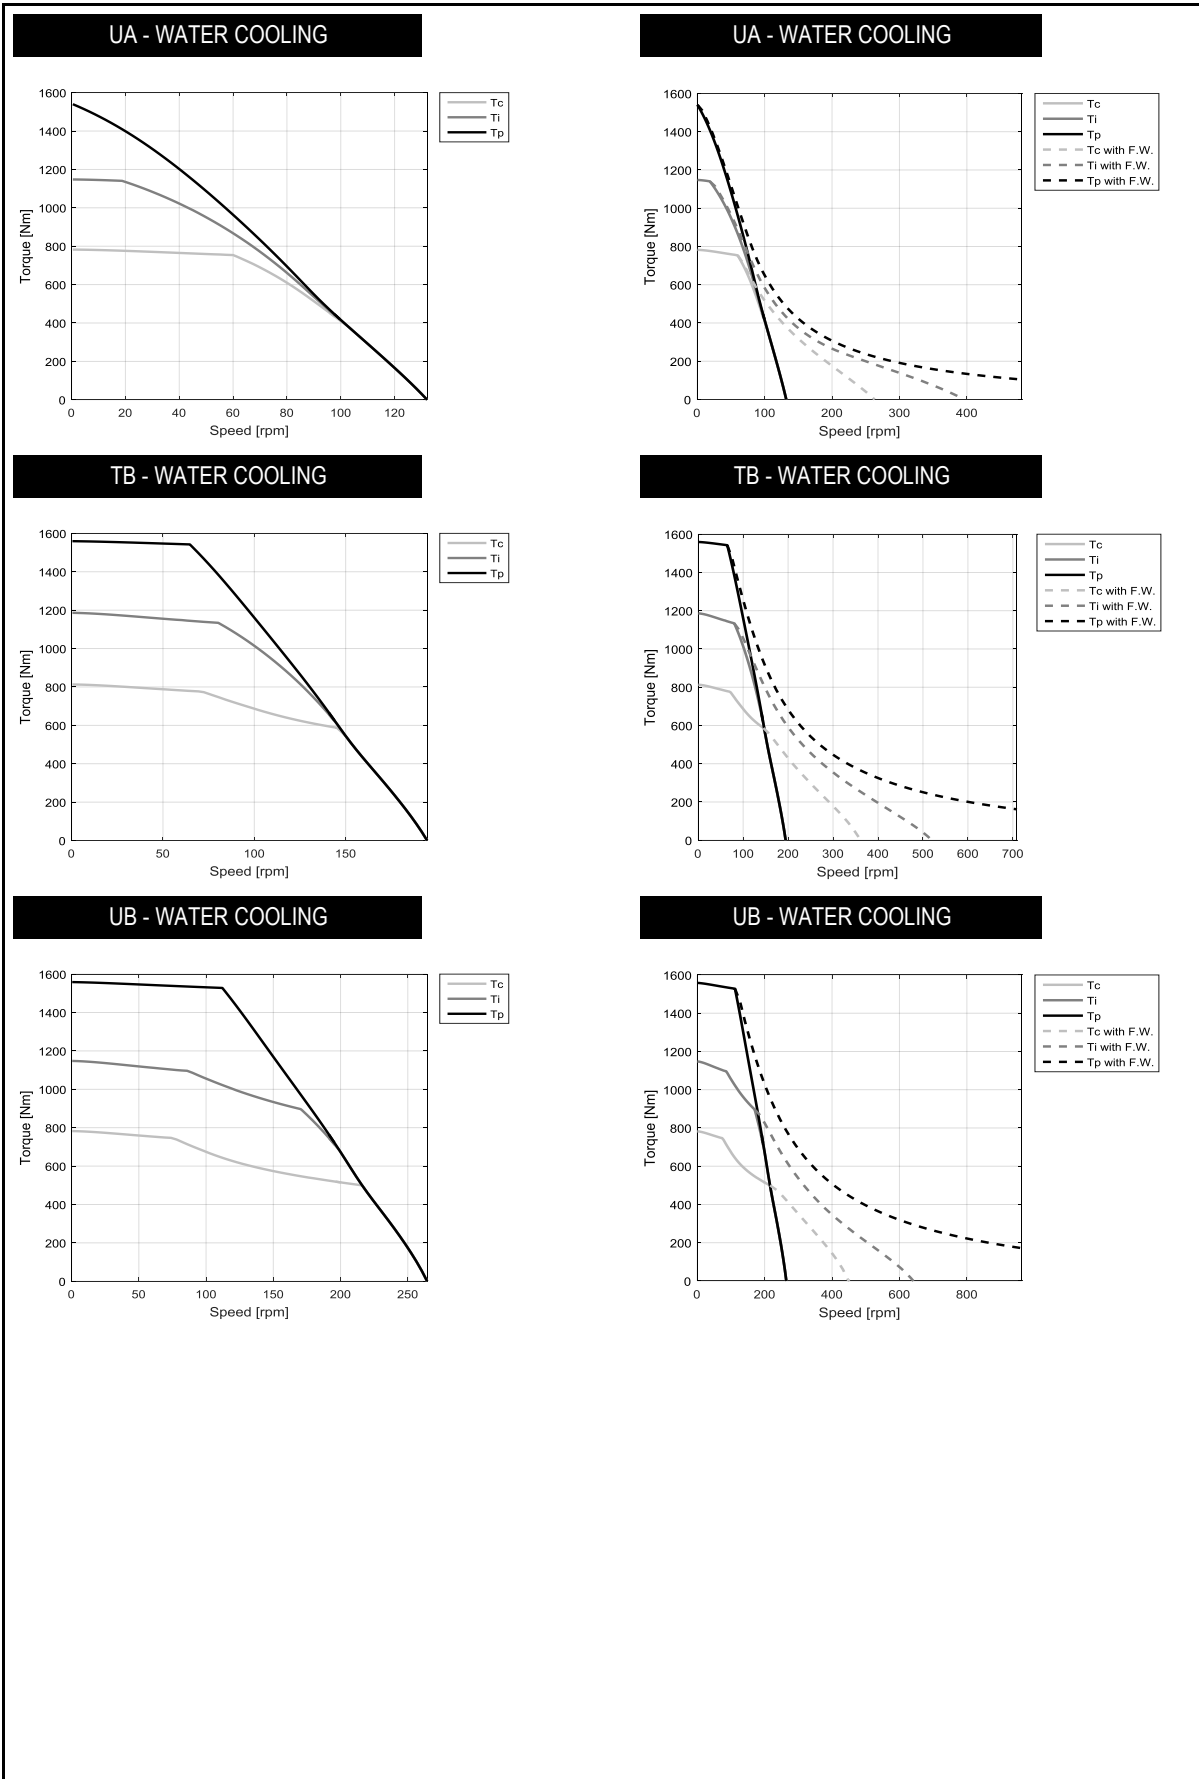 UA - WATER COOLING
1600
1400
1200
1000
800
600
400
200
0
Torque [Nm]
0 20 40 60 80 100 120
Speed [rpm]
Tc
Ti
Tp
UA - WATER COOLING
1600
1400
1200
1000
800
600
400
200
0
Torque [Nm]
0 100 200 300 400
Speed [rpm]
Tc
Ti
Tp
Tc with F.W.
Ti with F.W.
Tp with F.W.
TB - WATER COOLING
1600
1400
1200
1000
800
600
400
200
0
Torque [Nm]
0 50 100 150
Speed [rpm]
Tc
Ti
Tp
TB - WATER COOLING
1600
1400
1200
1000
800
600
400
200
0
Torque [Nm]
0 100 200 300 400 500 600 700
Speed [rpm]
Tc
Ti
Tp
Tc with F.W.
Ti with F.W.
Tp with F.W.
UB - WATER COOLING
1600
1400
1200
1000
800
600
400
200
0
Torque [Nm]
0 50 100 150 200 250
Speed [rpm]
Tc
Ti
Tp
UB - WATER COOLING
1600
1400
1200
1000
800
600
400
200
0
Torque [Nm]
0 200 400 600 800
Speed [rpm]
Tc
Ti
Tp
Tc with F.W.
Ti with F.W.
Tp with F.W.